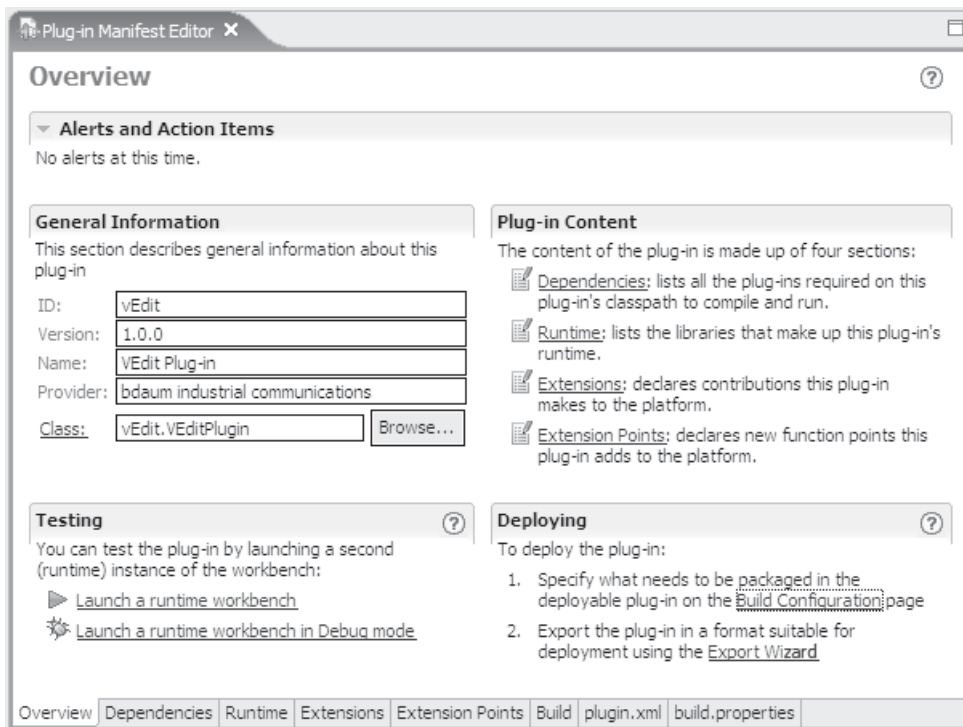 Plug-in Manifest Editor
Overview
Alerts and Action Items
No alerts at this time.
General Information
This section describes general information about this
plug-in
ID: vEdit
Version: 1.0.0
Name: VEdit Plug-in
Provider: bdaum industrial communications
Class: vEdit.VEditPlugin Browse...
Plug-in Content
The content of the plug-in is made up of four sections:
Dependencies: lists all the plug-ins required on this
plug-in's classpath to compile and run.
Runtime: lists the libraries that make up this plug-in's
runtime.
Extensions: declares contributions this plug-in
makes to the platform.
Extension Points: declares new function points this
plug-in adds to the platform.
Testing
You can test the plug-in by launching a second
(runtime) instance of the workbench:
Launch a runtime workbench
Launch a runtime workbench in Debug mode
Deploying
To deploy the plug-in:
1. Specify what needs to be packaged in the
deployable plug-in on the Build Configuration page
2. Export the plug-in in a format suitable for
deployment using the Export Wizard
Overview Dependencies Runtime Extensions Extension Points Build plugin.xml build.properties